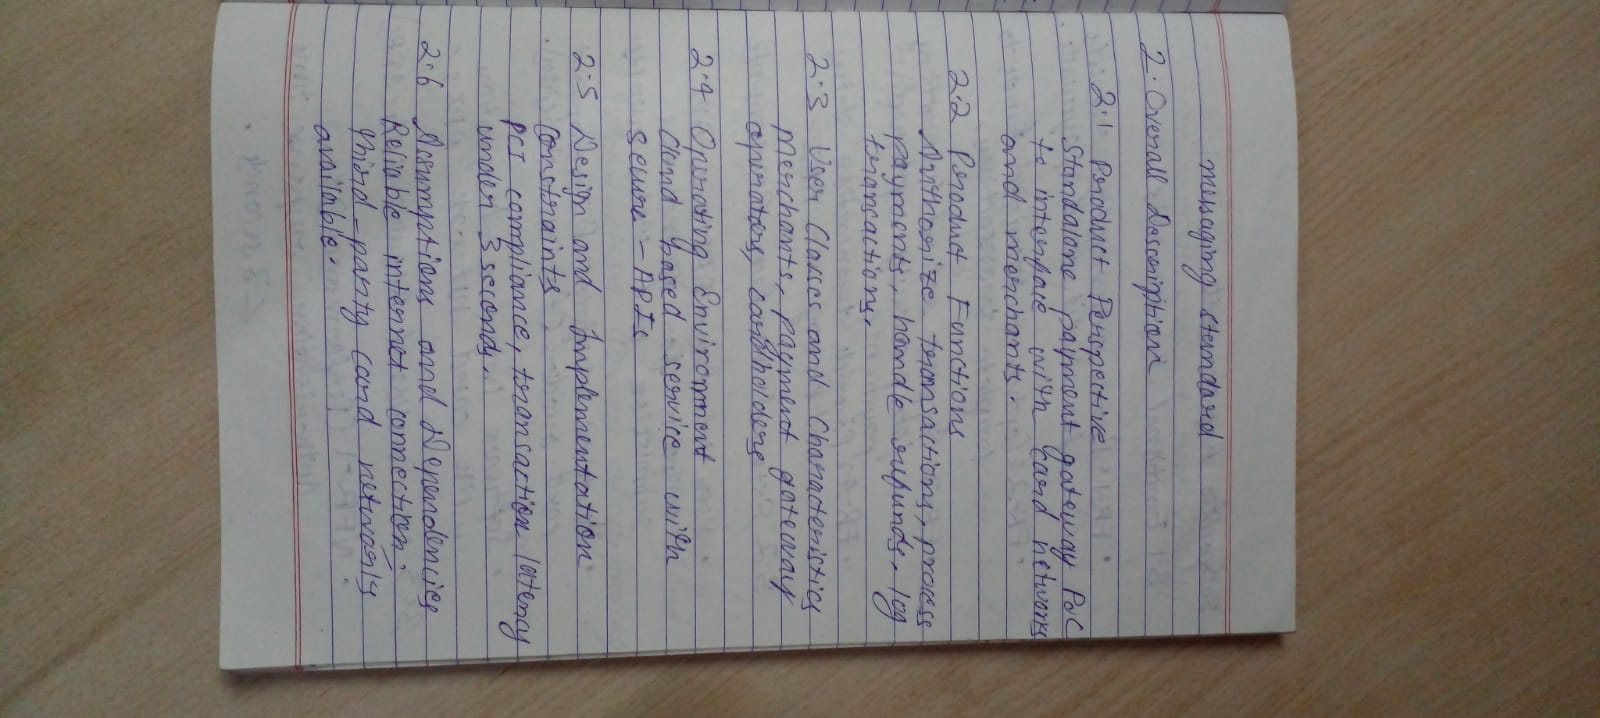 messaging standard
2. Overall Description
2.1 Product Perspective
Standalone payment gateway PoC
to interface with card networks
and merchants.
2.2 Product Functions
Authorize transactions, process
payments, handle refunds, log
transactions.
2.3 User Classes and Characteristics
Merchants, payment gateway
operators, cardholders
2.4 Operating Enviroment
Cloud based service with
secure - APIs
2.5 Design and Implementation
Constraints
PCI compliance, transaction latency
under 3 seconds.
2.6 Assumptions and Dependencies
Reliable internet connection.
Third-party card networks
available.